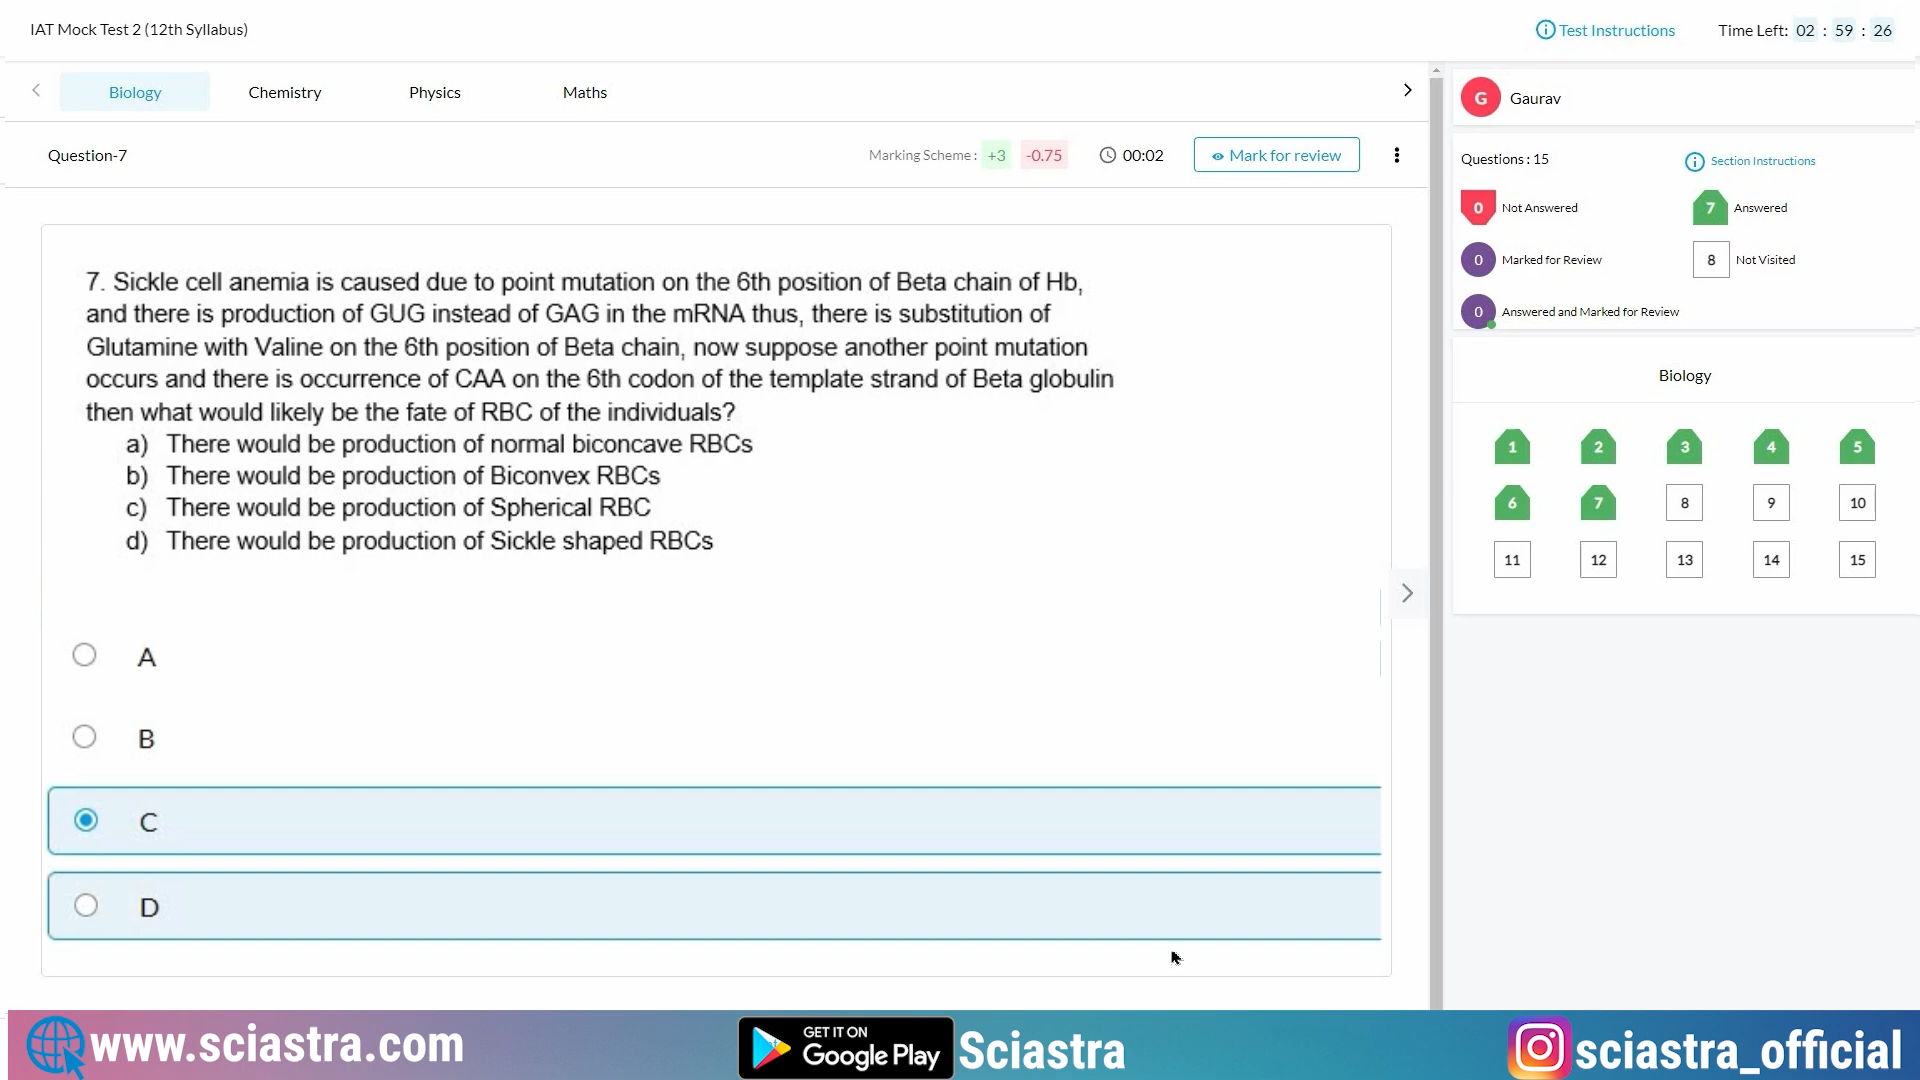 IAT Mock Test 2 (12th Syllabus)
Test Instructions
Time Left: 02 : 59 : 26
Biology
Chemistry
Physics
Maths
Question-7
Marking Scheme : +3 -0.75
00:02
Mark for review
7. Sickle cell anemia is caused due to point mutation on the 6th position of Beta chain of Hb,
and there is production of GUG instead of GAG in the mRNA thus, there is substitution of
Glutamine with Valine on the 6th position of Beta chain, now suppose another point mutation
occurs and there is occurrence of CAA on the 6th codon of the template strand of Beta globulin
then what would likely be the fate of RBC of the individuals?
a) There would be production of normal biconcave RBCs
b) There would be production of Biconvex RBCs
c) There would be production of Spherical RBC
d) There would be production of Sickle shaped RBCs
A
B
C
D
G Gaurav
Questions : 15
Section Instructions
0 Not Answered
7 Answered
0 Marked for Review
8 Not Visited
0 Answered and Marked for Review
Biology
1 2 3 4 5
6 7 8 9 10
11 12 13 14 15
www.sciastra.com
GET IT ON
Google Play
Sciastra
sciastra_official